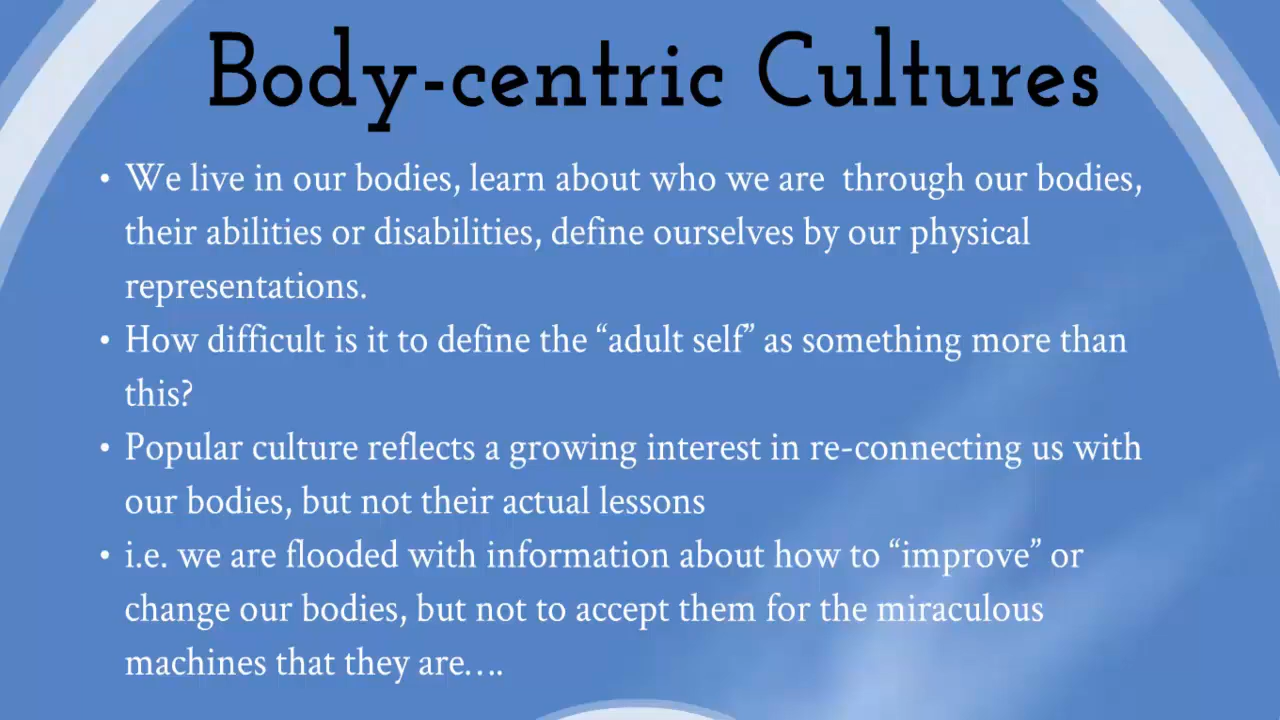 Body-centric Cultures
• We live in our bodies, learn about who we are  through our bodies,
their abilities or disabilities, define ourselves by our physical
representations.
• How difficult is it to define the “adult self” as something more than
this?
• Popular culture reflects a growing interest in re-connecting us with
our bodies, but not their actual lessons
• i.e. we are flooded with information about how to “improve” or
change our bodies, but not to accept them for the miraculous
machines that they are….